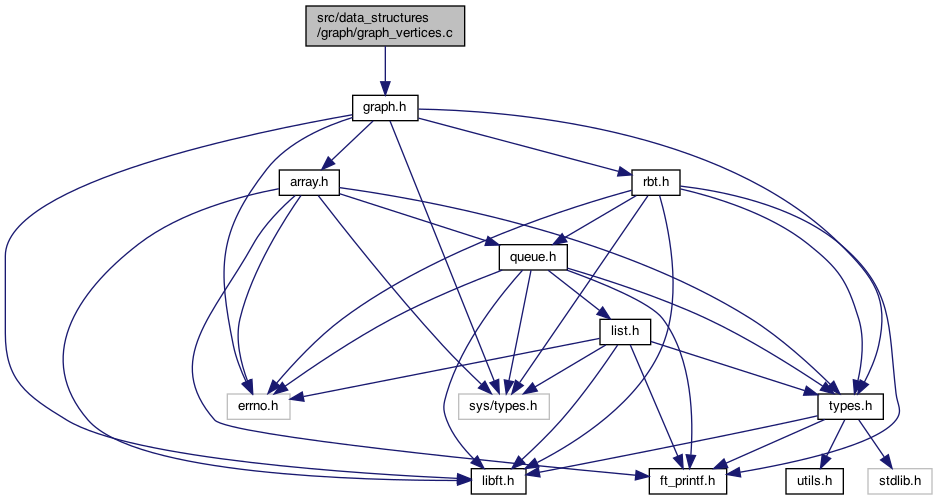 src/data_structures
/graph/graph_vertices.c
graph.h
array.h
rbt.h
queue.h
list.h
errno.h
sys/types.h
types.h
libft.h
ft_printf.h
utils.h
stdlib.h